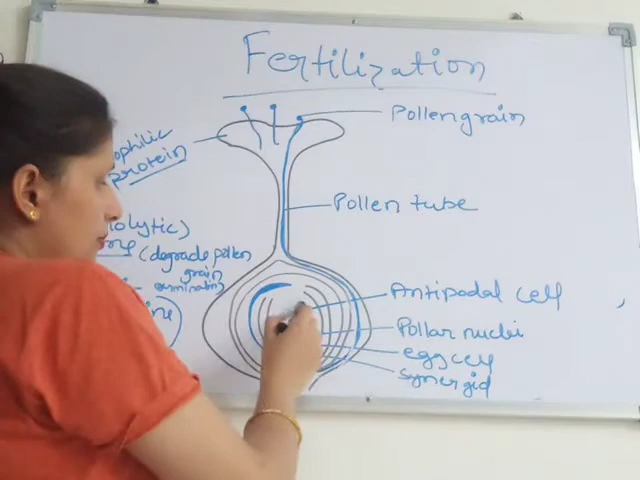 Fertilization
Pollengrain
protein
Pollen tube
(degrade pollen
grain
Antipodal cell
Pollar nuclei
egg cell
synergid